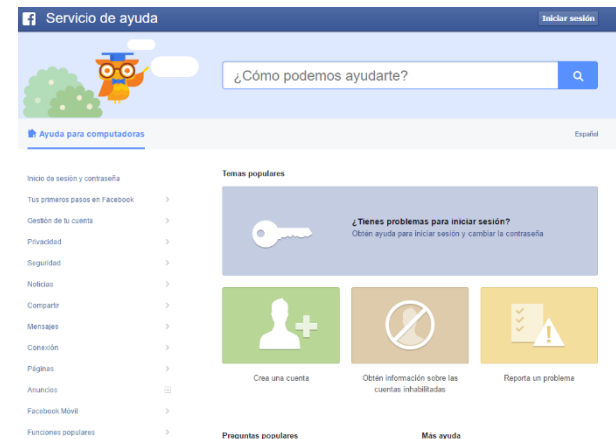 Servicio de ayuda
Iniciar sesión
¿Cómo podemos ayudarte?
Ayuda para computadoras
Español
Inicio de sesión y contraseña
Tus primeros pasos en Facebook
Gestión de tu cuenta
Privacidad
Seguridad
Noticias
Compartir
Mensajes
Conexión
Páginas
Anuncios
Facebook Móvil
Funciones populares
Temas populares
¿Tienes problemas para iniciar sesión?
Obtén ayuda para iniciar sesión y cambiar la contraseña
Crea una cuenta
Obtén información sobre las
cuentas inhabilitadas
Reporta un problema
Preguntas populares
Más ayuda